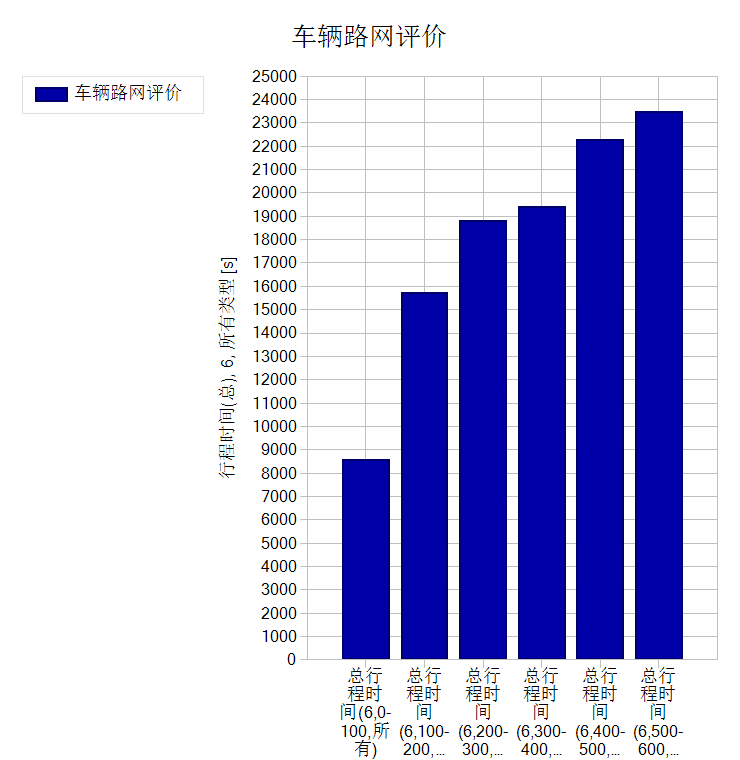 车辆路网评价
车辆路网评价
行程时间(总), 6, 所有类型 [s]
25000
24000
23000
22000
21000
20000
19000
18000
17000
16000
15000
14000
13000
12000
11000
10000
9000
8000
7000
6000
5000
4000
3000
2000
1000
0
总行
程时
间(6,0-
100,所
有)
总行
程时
间
(6,100-
200,...
总行
程时
间
(6,200-
300,...
总行
程时
间
(6,300-
400,...
总行
程时
间
(6,400-
500,...
总行
程时
间
(6,500-
600,...